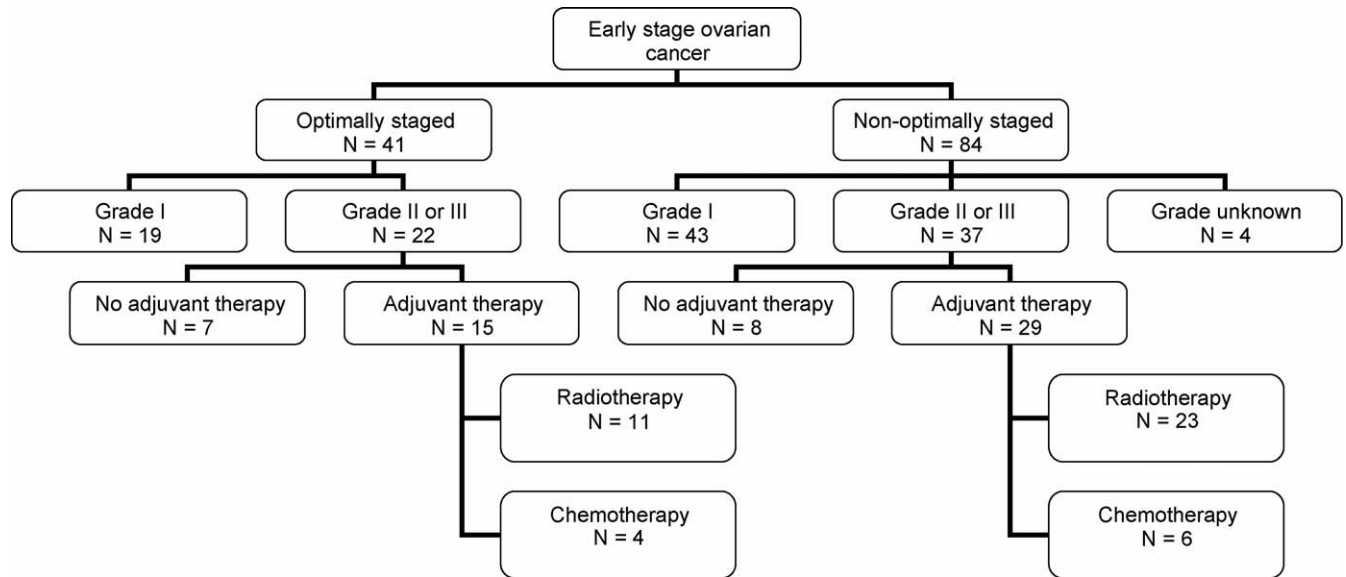 Early stage ovarian
cancer
Optimally staged
N = 41
Non-optimally staged
N = 84
Grade I
N = 19
Grade II or III
N = 22
Grade I
N = 43
Grade II or III
N = 37
Grade unknown
N = 4
No adjuvant therapy
N = 7
Adjuvant therapy
N = 15
No adjuvant therapy
N = 8
Adjuvant therapy
N = 29
Radiotherapy
N = 11
Radiotherapy
N = 23
Chemotherapy
N = 4
Chemotherapy
N = 6